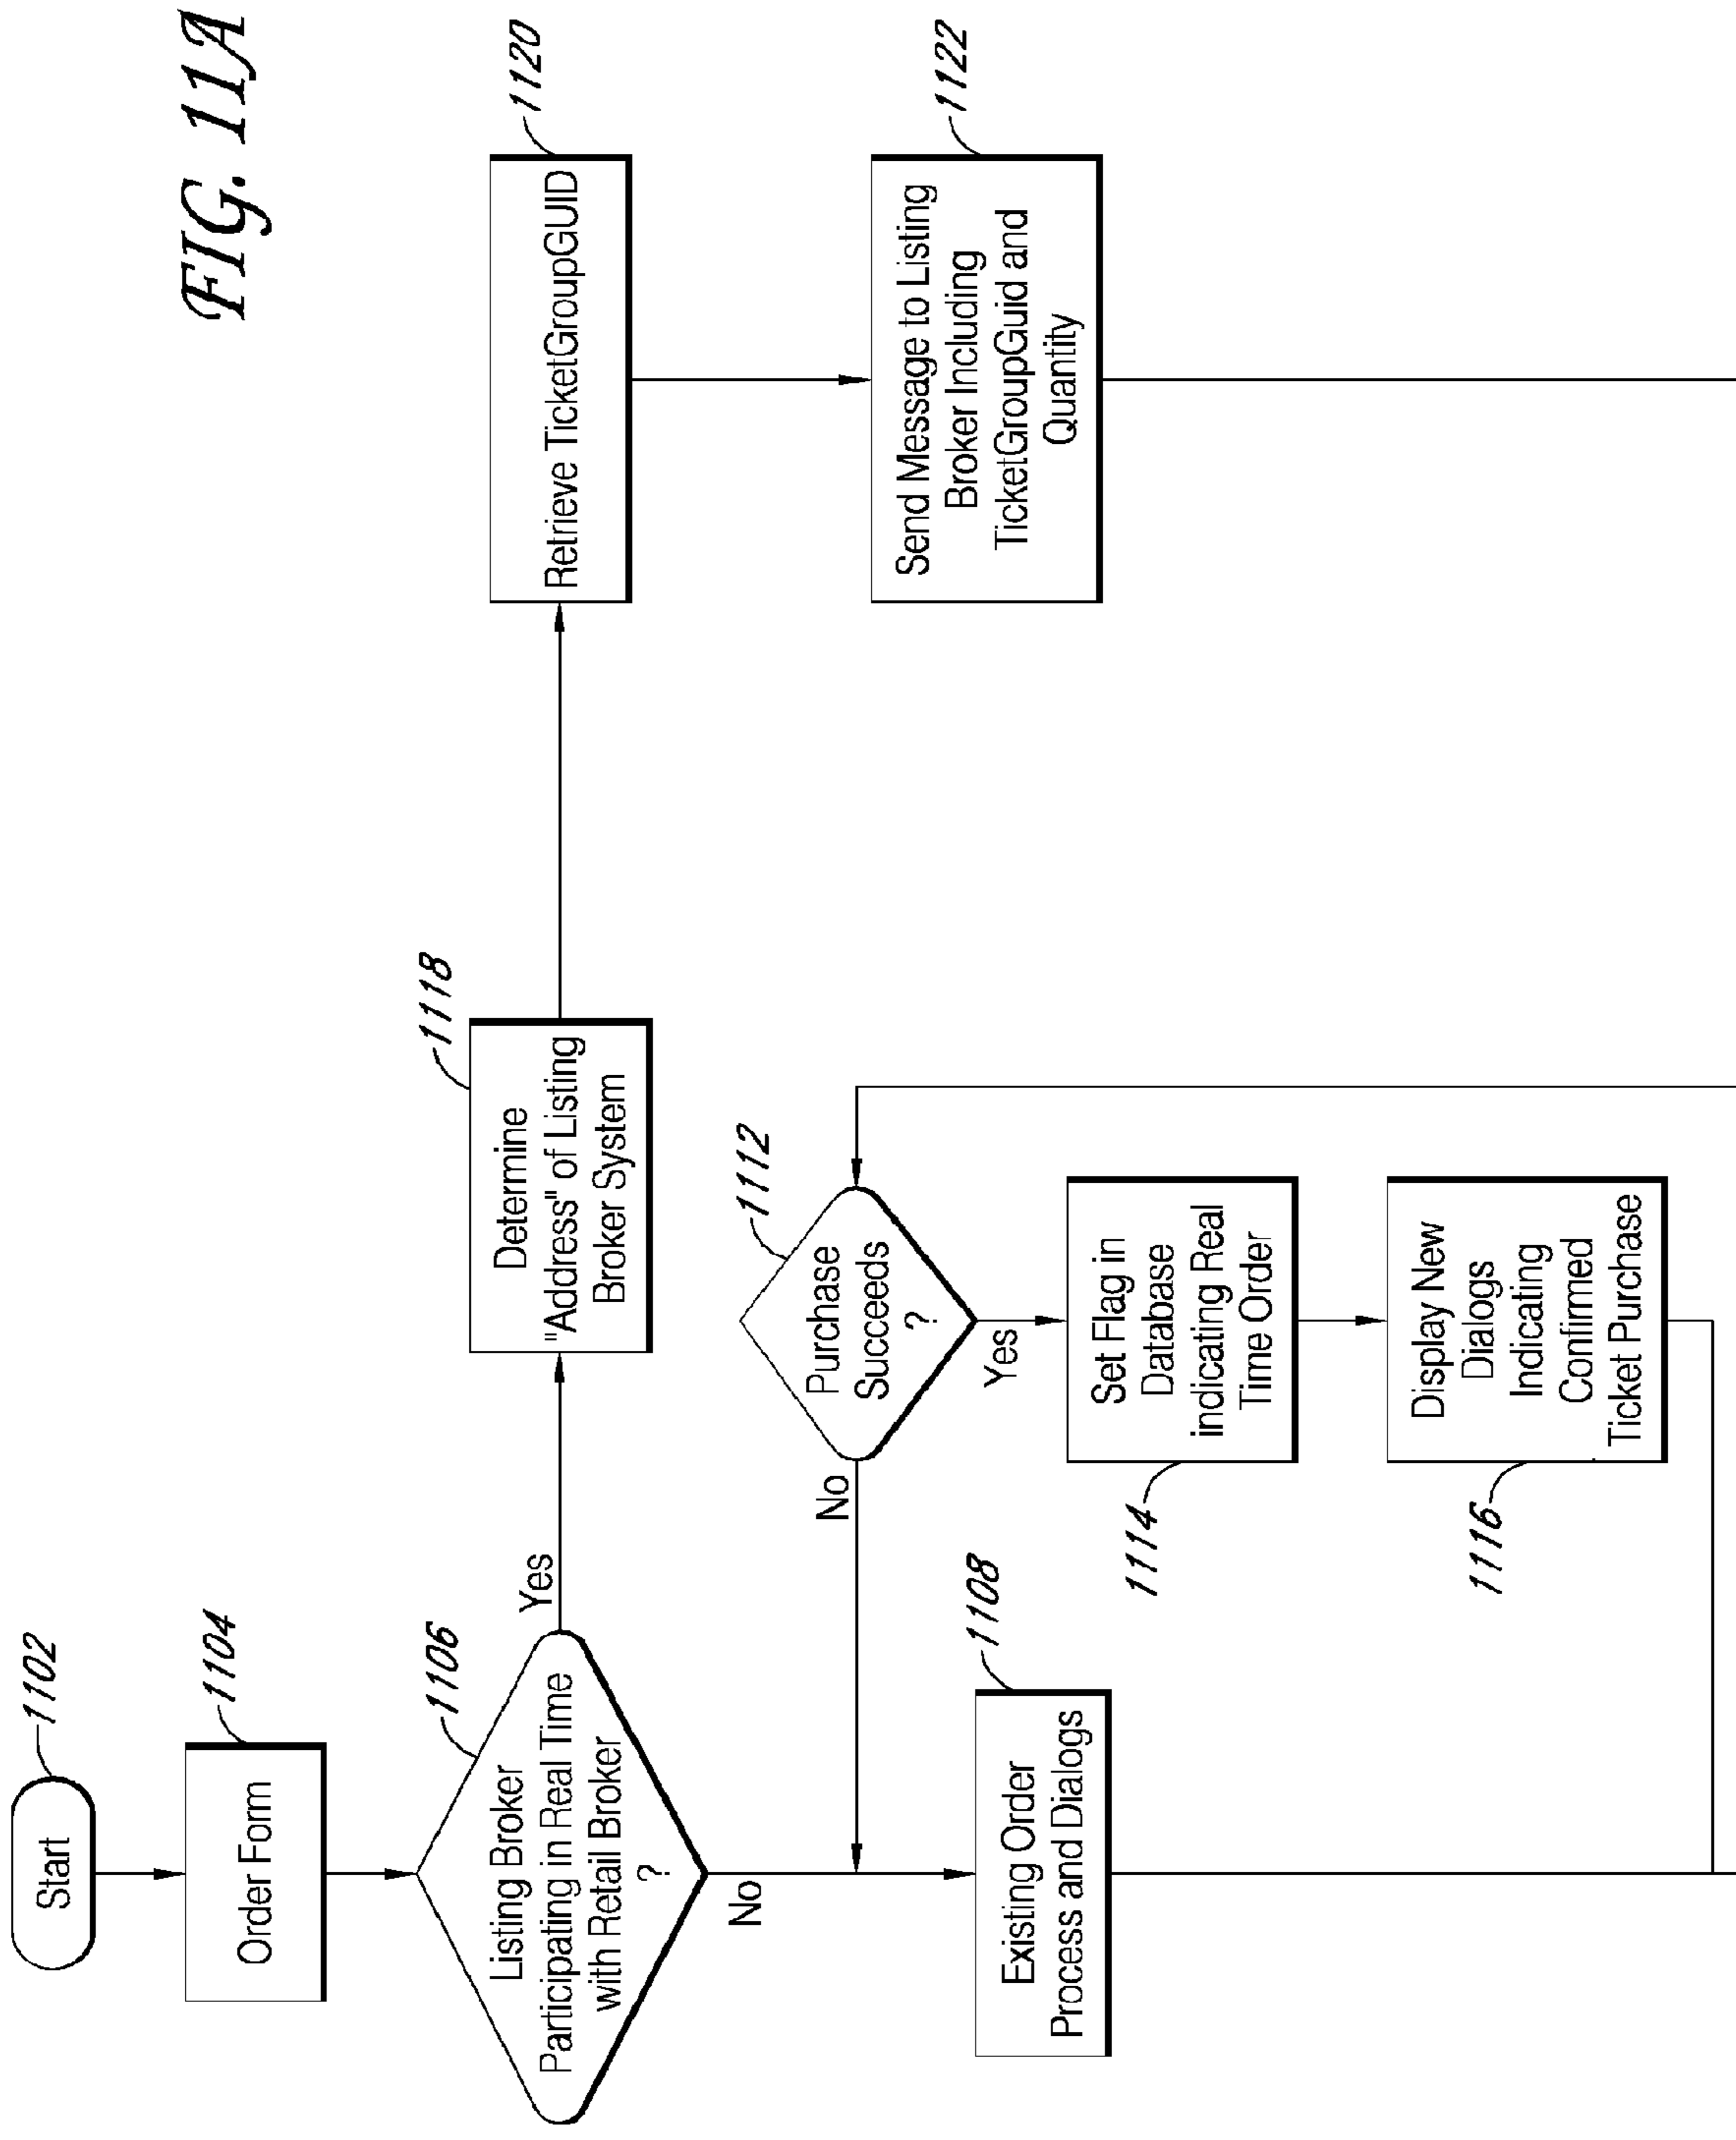 FIG. 11A
Start
1102
Order Form
1104
Listing Broker
Participating in Real Time
with Retail Broker
?
1106
Yes
No
Determine
"Address" of Listing
Broker System
1118
Retrieve TicketGroupGUID
1120
Send Message to Listing
Broker Including
TicketGroupGuid and
Quantity
1122
Purchase
Succeeds
?
1112
No
Yes
Existing Order
Process and Dialogs
1108
Set Flag in
Database
indicating Real
Time Order
1114
Display New
Dialogs
Indicating
Confirmed
Ticket Purchase
1116